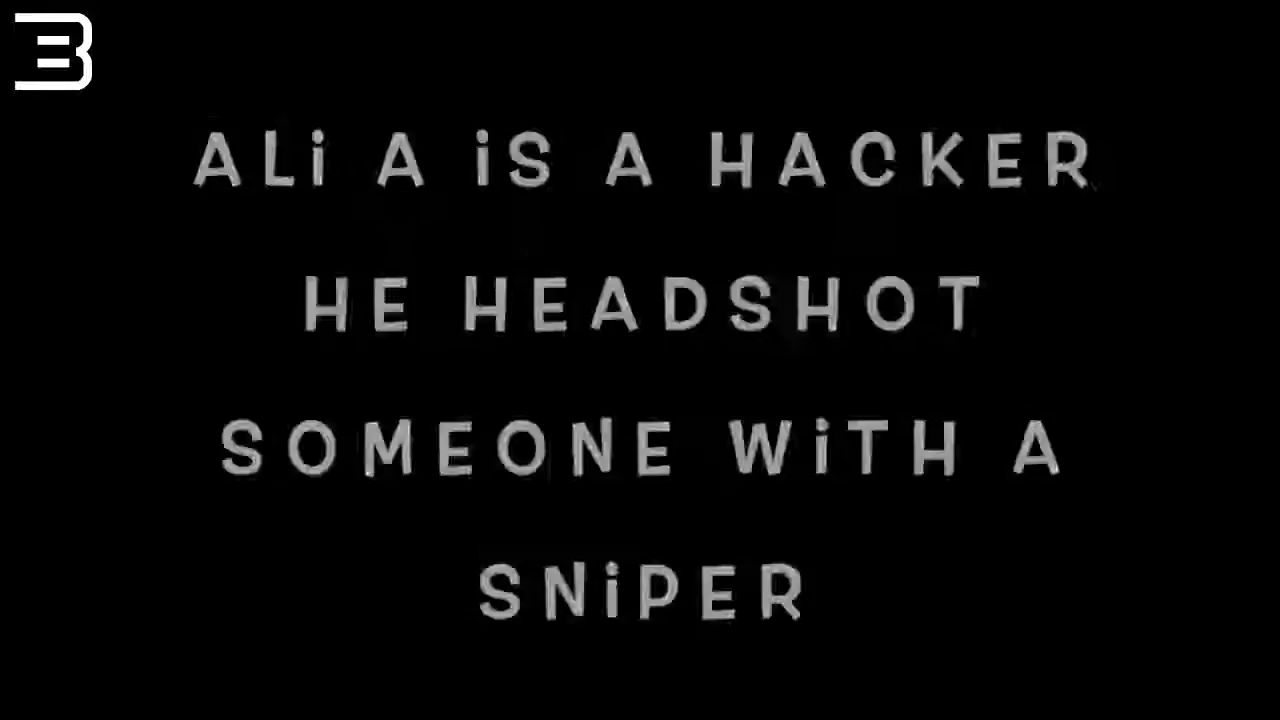 ALi A iS A HACKER
HE HEADSHOT
SOMEONE WiTH A
SNiPER